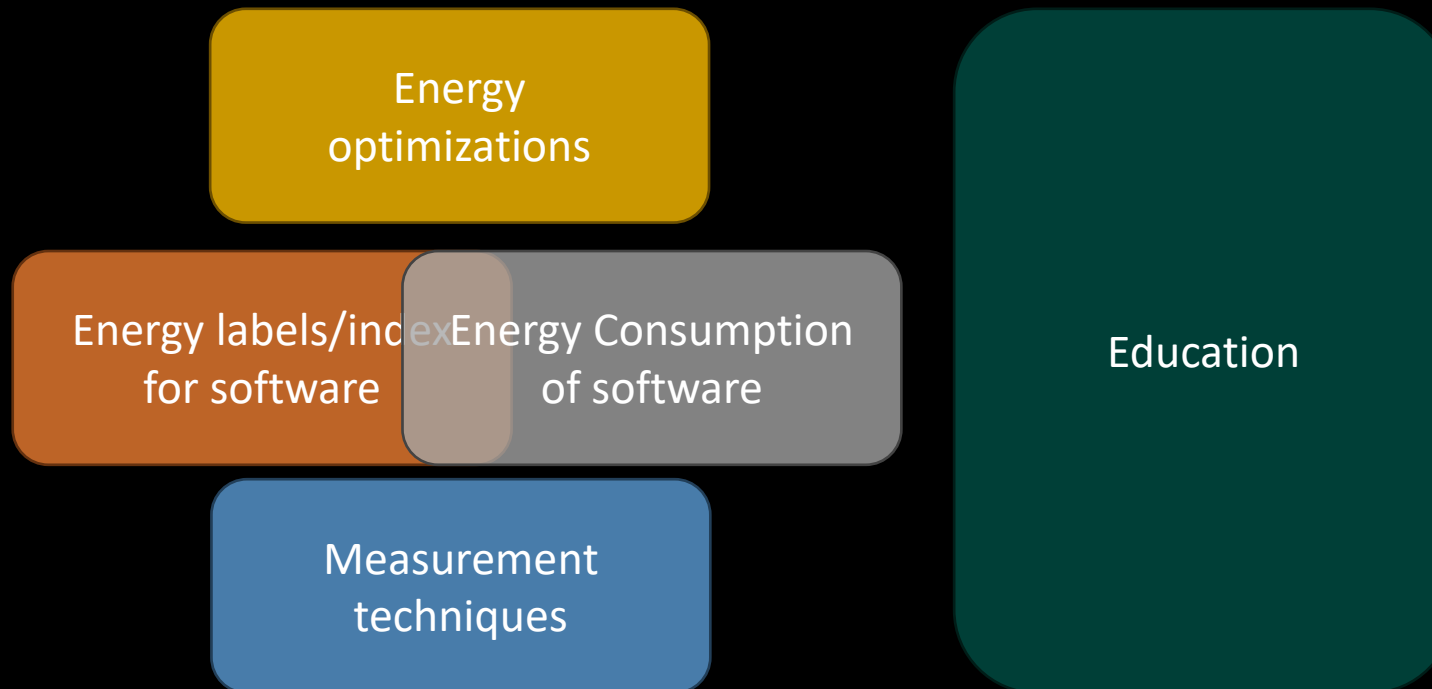 Energy
optimizations
Energy labels/index
for software
Energy Consumption
of software
Education
Measurement
techniques